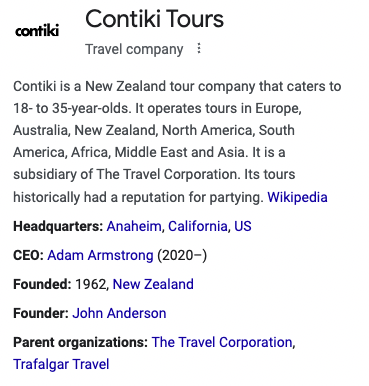 contiki
Contiki Tours
Travel company
Contiki is a New Zealand tour company that caters to
18- to 35-year-olds. It operates tours in Europe,
Australia, New Zealand, North America, South
America, Africa, Middle East and Asia. It is a
subsidiary of The Travel Corporation. Its tours
historically had a reputation for partying. Wikipedia
Headquarters: Anaheim, California, US
CEO: Adam Armstrong (2020–)
Founded: 1962, New Zealand
Founder: John Anderson
Parent organizations: The Travel Corporation,
Trafalgar Travel